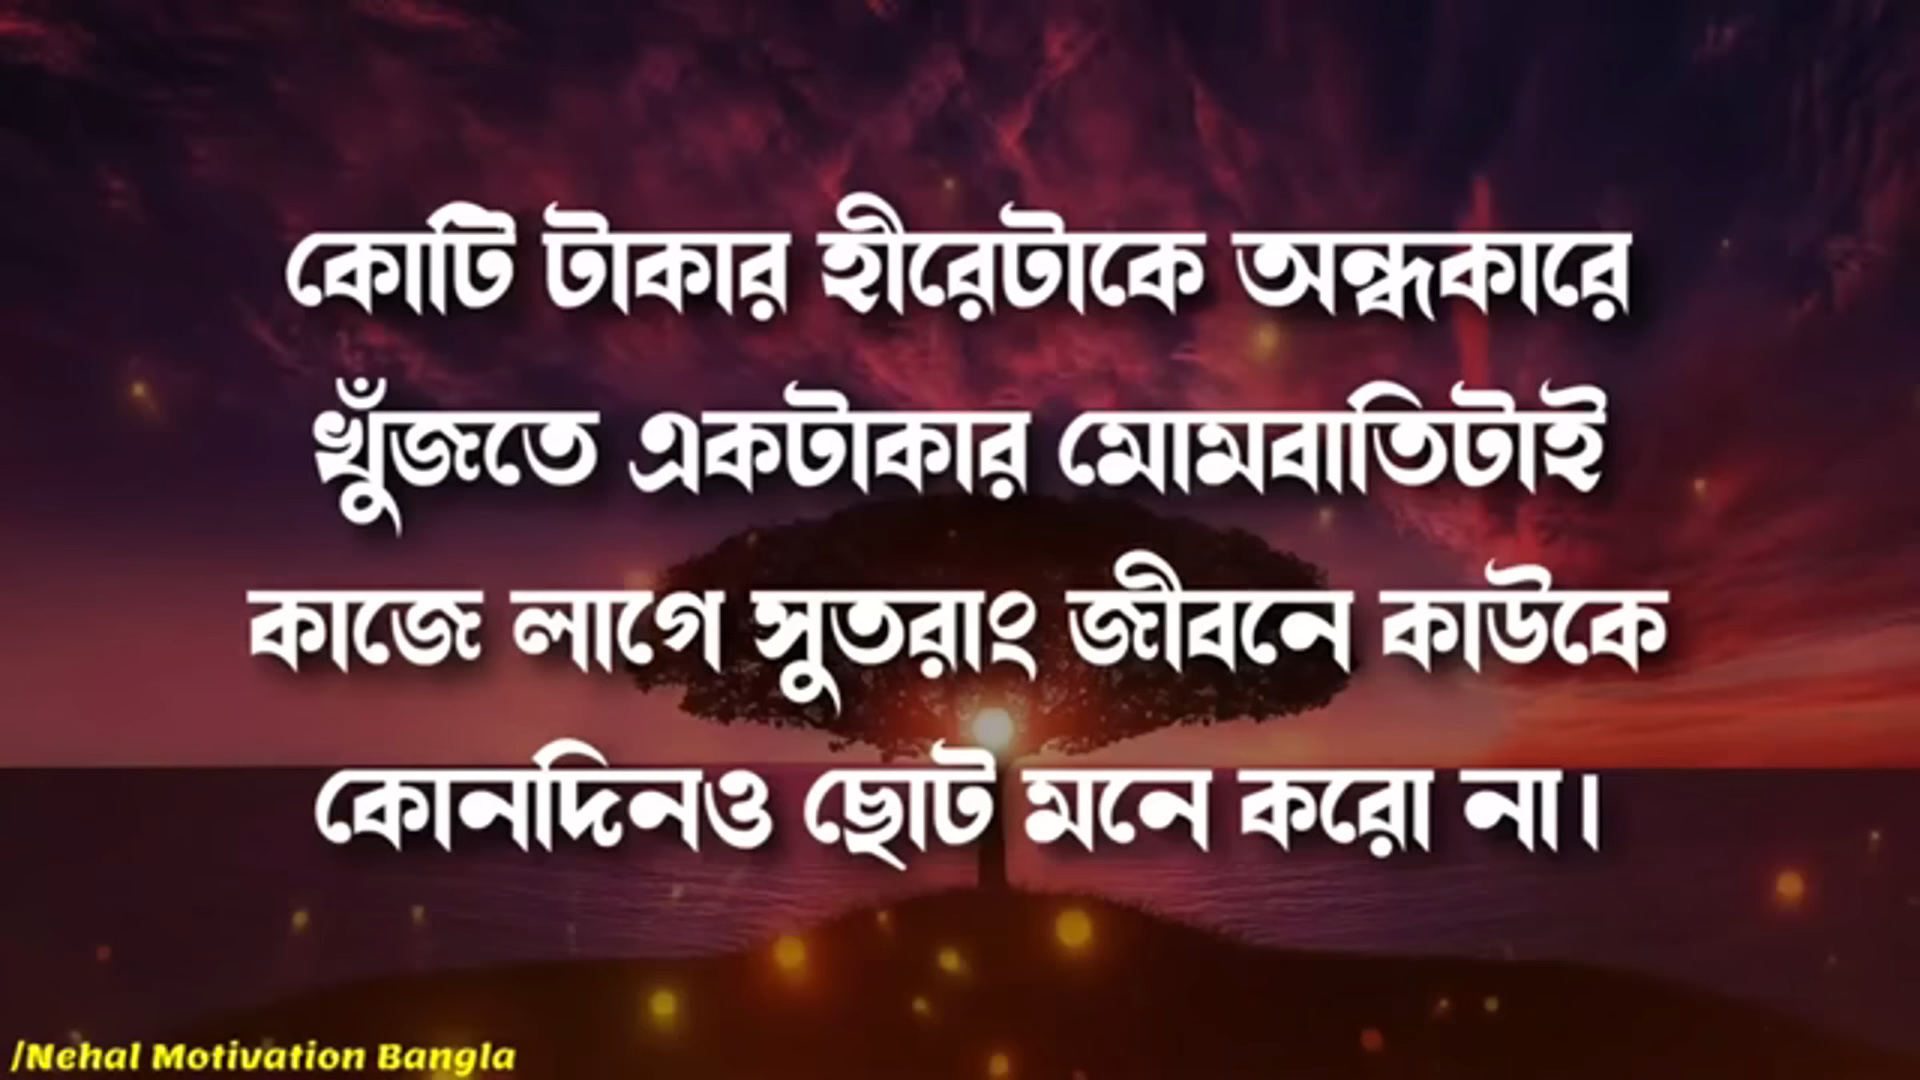 কোটি টাকার হীরেটাকে অন্ধকারে
খুঁজতে একটাকার মোমবাতিটাই
কাজে লাগে সুতরাং জীবনে কাউকে
কোনদিনও ছোট মনে করো না।
/Nehal Motivation Bangla